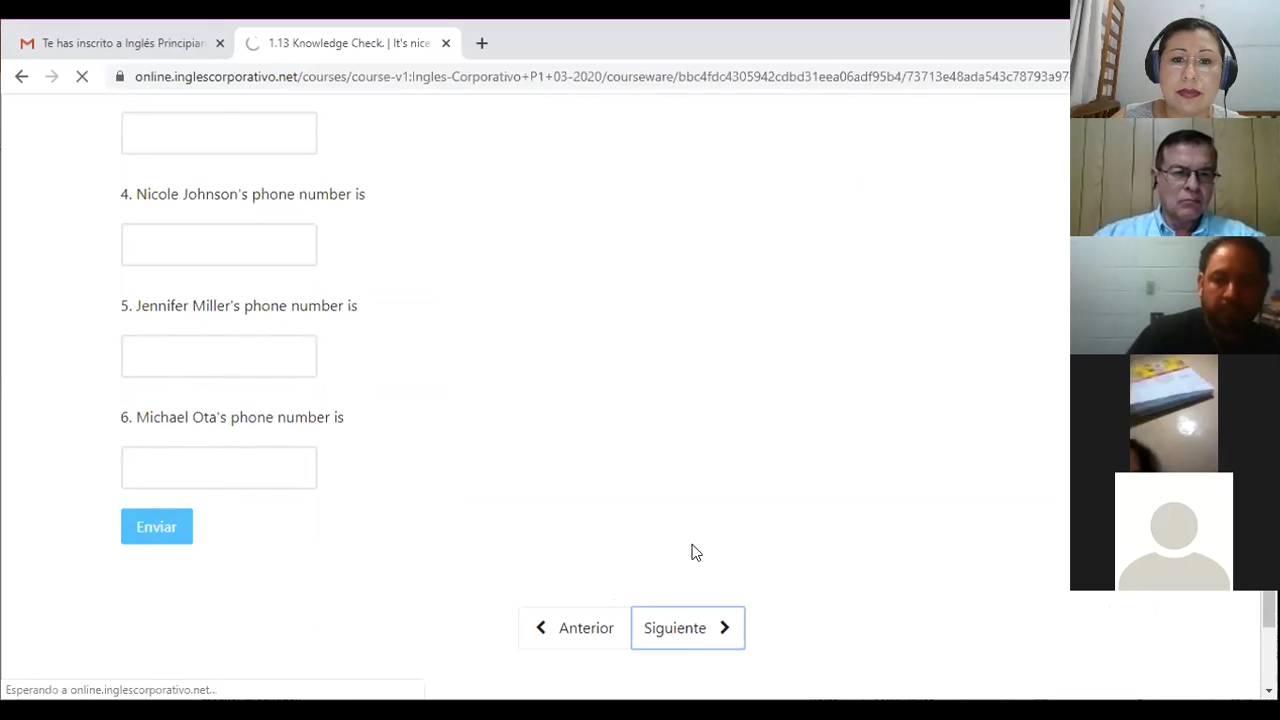 Te has inscrito a Inglés Principian
1.13 Knowledge Check. | It's nice
online.inglescorporativo.net/courses/course-v1:Ingles-Corporativo+P1+03-2020/courseware/bbc4fdc4305942cdbd31eea06adf95b4/73713e48ada543c78793a97
4. Nicole Johnson's phone number is
5. Jennifer Miller's phone number is
6. Michael Ota's phone number is
Enviar
Anterior
Siguiente
Esperando a online.inglescorporativo.net...